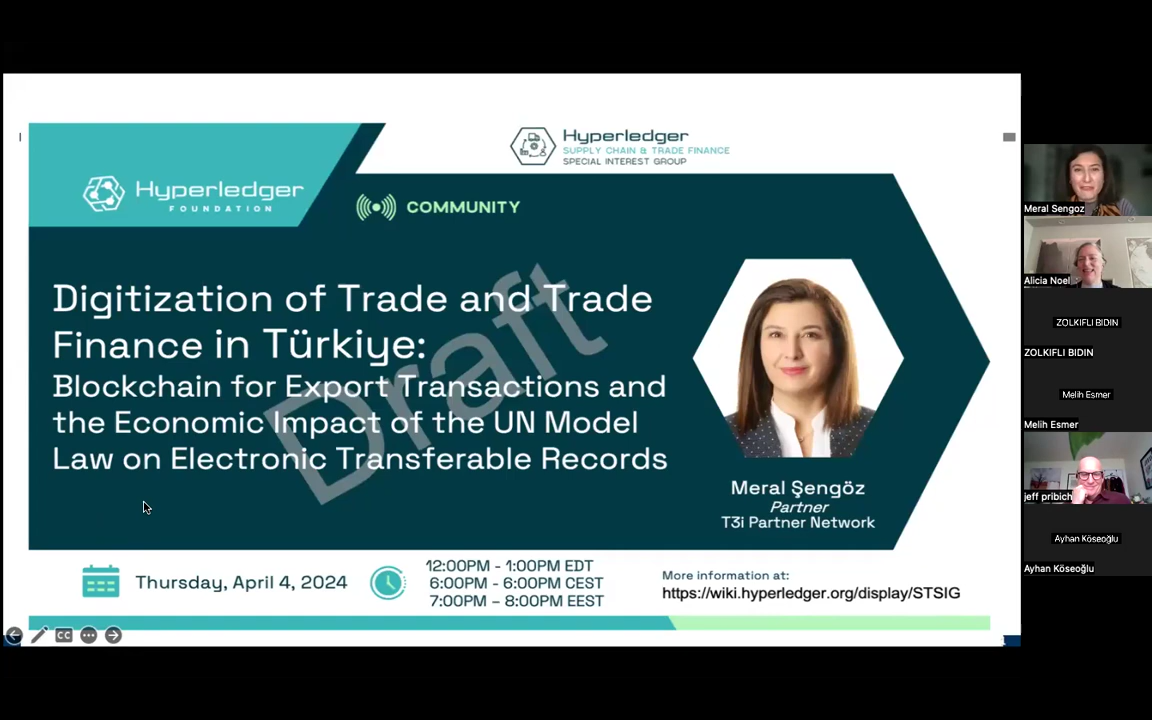 Hyperledger
SUPPLY CHAIN & TRADE FINANCE
SPECIAL INTEREST GROUP
Hyperledger
FOUNDATION
COMMUNITY
Digitization of Trade and Trade
Finance in Türkiye:
Blockchain for Export Transactions and
the Economic Impact of the UN Model
Law on Electronic Transferable Records
Draft
Meral Şengöz
Partner
T3i Partner Network
Thursday, April 4, 2024
12:00PM - 1:00PM EDT
6:00PM - 6:00PM CEST
7:00PM – 8:00PM EEST
More information at:
https://wiki.hyperledger.org/display/STSIG
CC
Meral Sengoz
Alicia Noel
ZOLKIFLI BIDIN
ZOLKIFLI BIDIN
Melih Esmer
Melih Esmer
jeff pribich
Ayhan Köseoğlu
Ayhan Köseoğlu